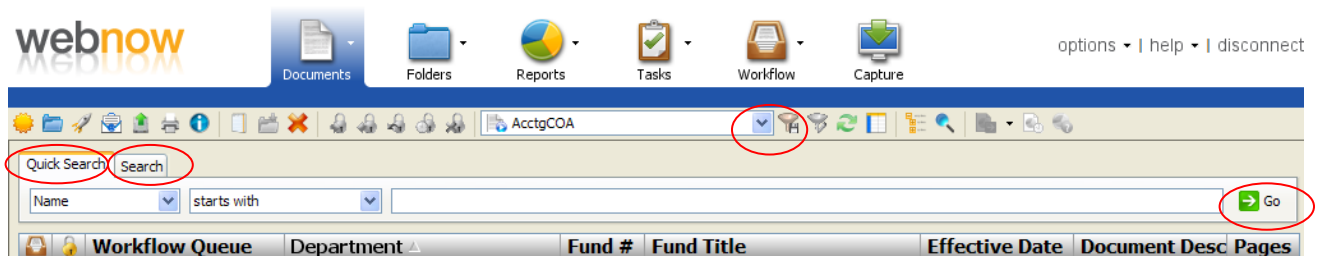 webnow
options | help | disconnect
Documents Folders Reports Tasks Workflow Capture
AcctgCOA
Quick Search Search
Name starts with Go
Workflow Queue Department Fund # Fund Title Effective Date Document Desc Pages